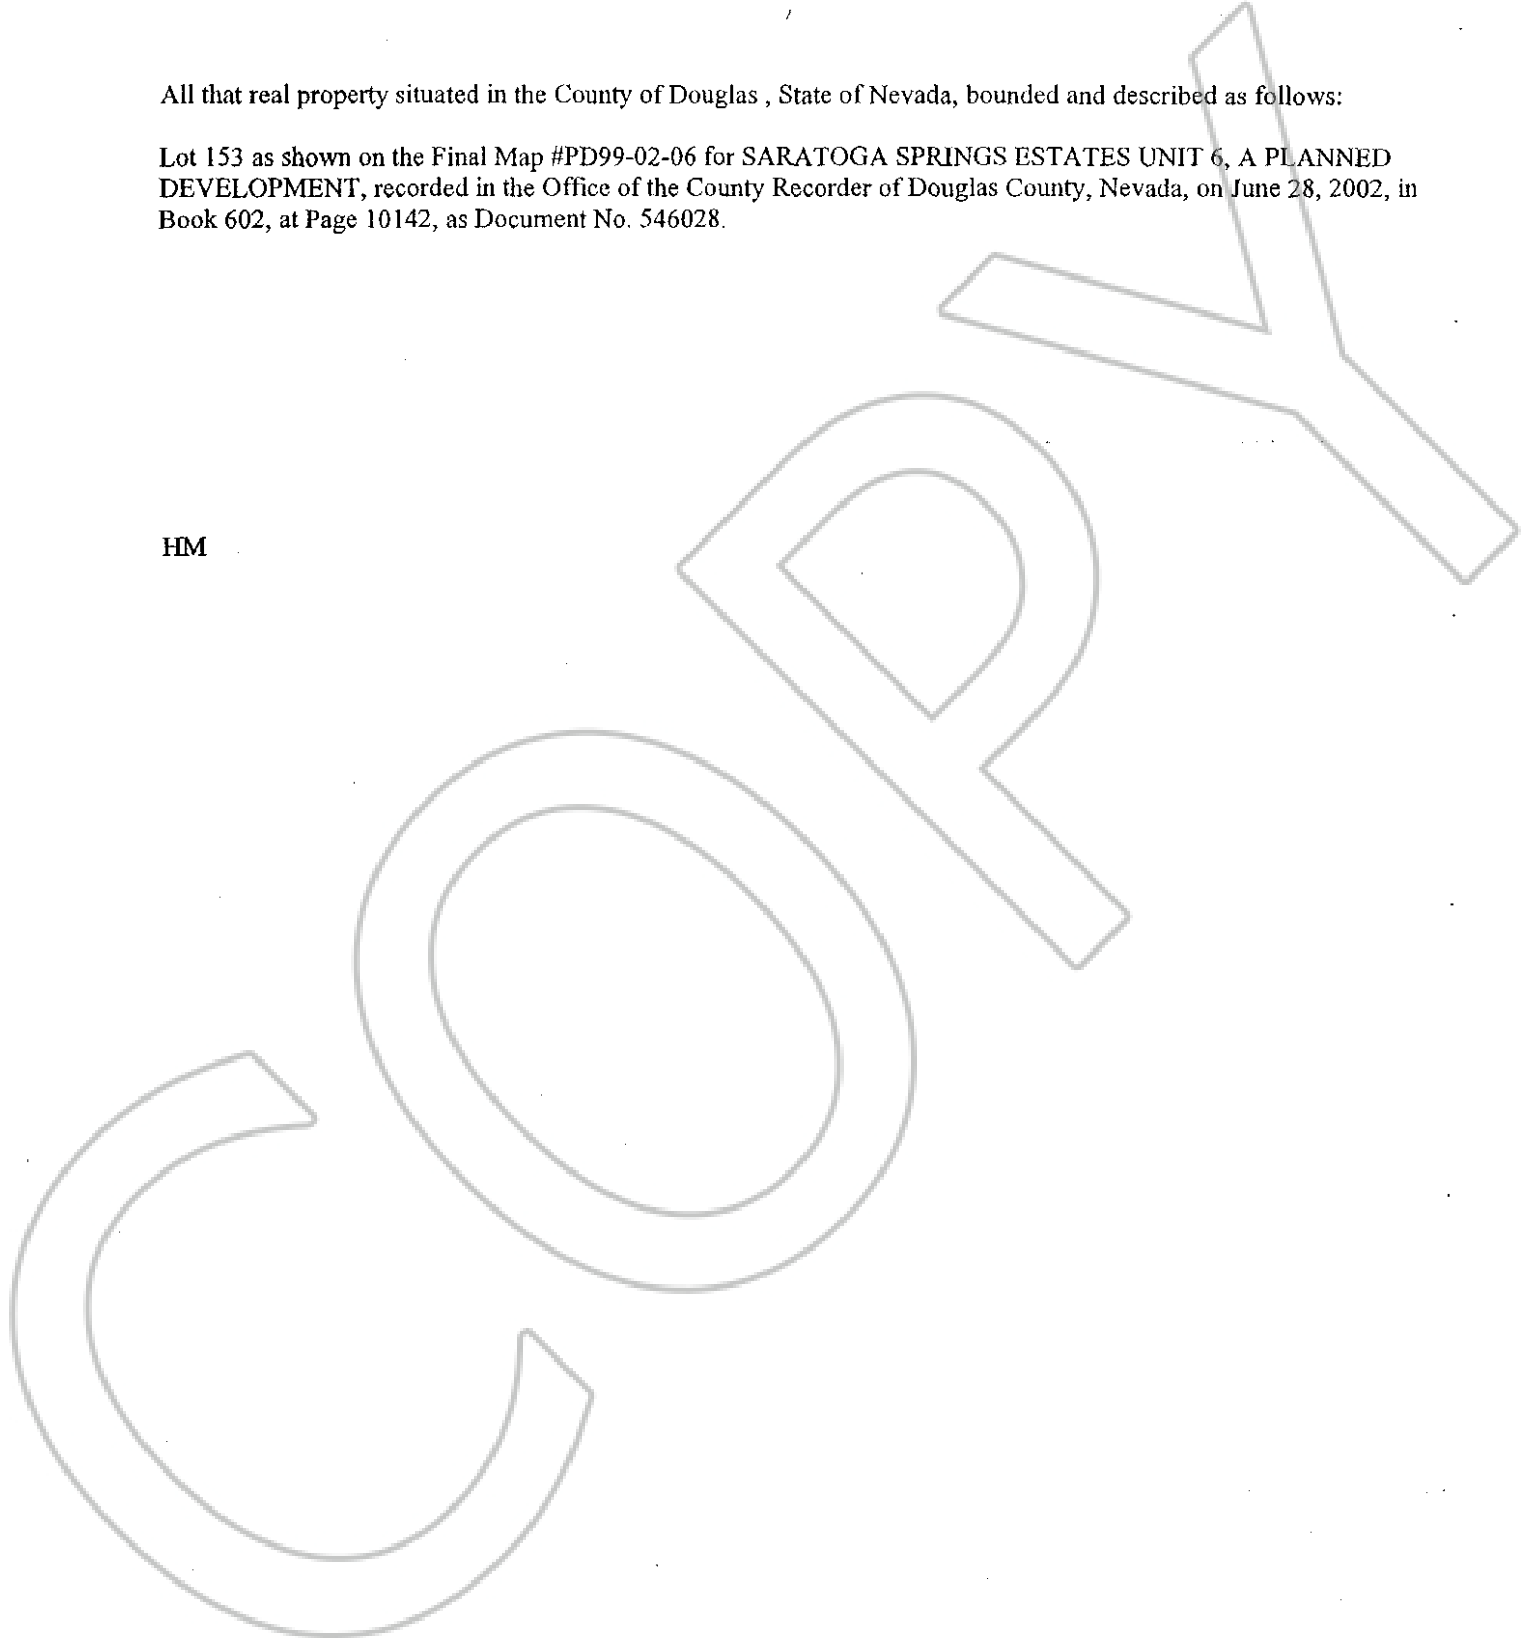 All that real property situated in the County of Douglas , State of Nevada, bounded and described as follows:
Lot 153 as shown on the Final Map #PD99-02-06 for SARATOGA SPRINGS ESTATES UNIT 6, A PLANNED
DEVELOPMENT, recorded in the Office of the County Recorder of Douglas County, Nevada, on June 28, 2002, in
Book 602, at Page 10142, as Document No. 546028.
HM
COPY